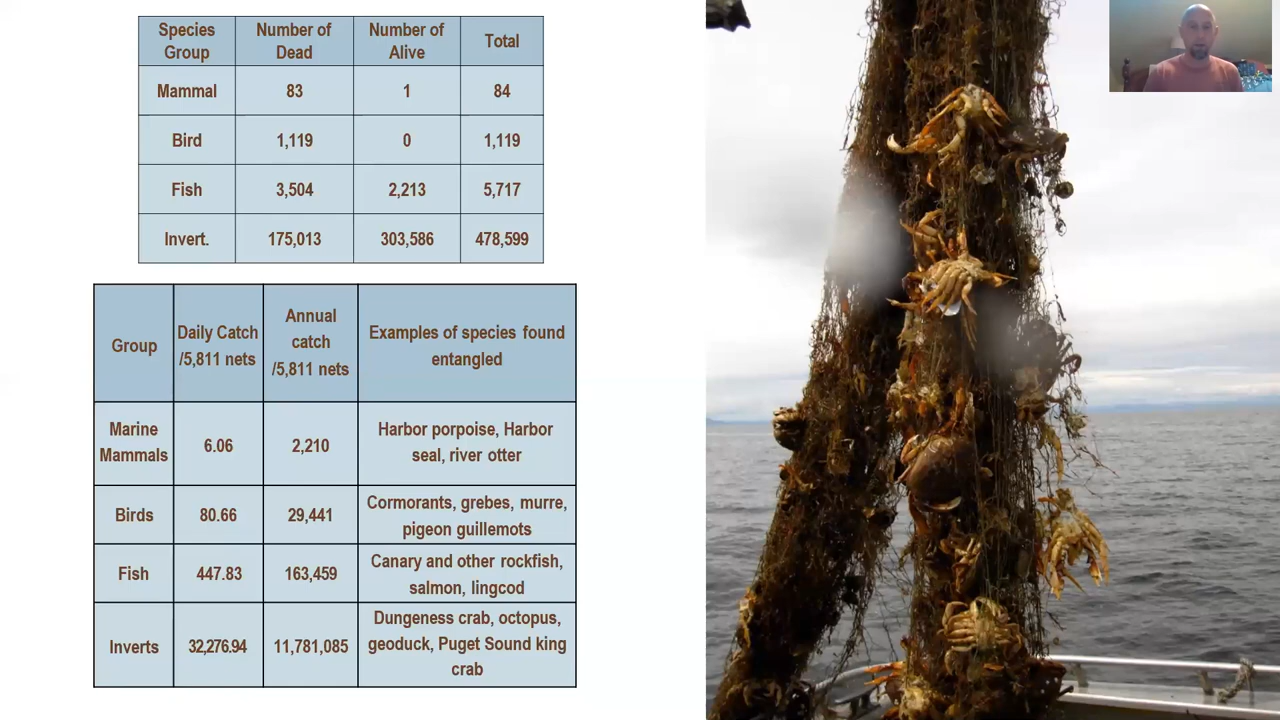 Species Group
Number of Dead
Number of Alive
Total
Mammal 83 1 84
Bird 1,119 0 1,119
Fish 3,504 2,213 5,717
Invert. 175,013 303,586 478,599
Group
Daily Catch /5,811 nets
Annual catch /5,811 nets
Examples of species found entangled
Marine Mammals
6.06
2,210
Harbor porpoise, Harbor
seal, river otter
Birds
80.66
29,441
Cormorants, grebes, murre,
pigeon guillemots
Fish
447.83
163,459
Canary and other rockfish,
salmon, lingcod
Inverts
32,276.94
11,781,085
Dungeness crab, octopus,
geoduck, Puget Sound king
crab